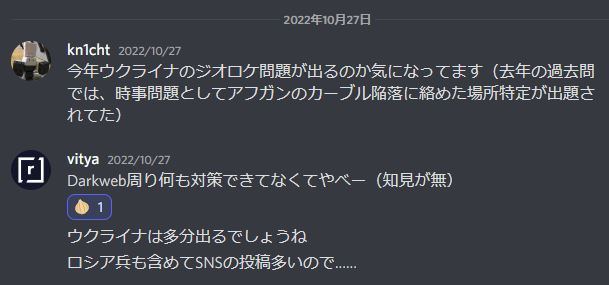 2022年10月27日
kn1cht 2022/10/27
今年ウクライナのジオロケ問題が出るのか気になってます（去年の過去問
では、時事問題としてアフガンのカーブル陥落に絡めた場所特定が出題さ
れてた）
[r]
vitya 2022/10/27
Darkweb周り何も対策できてなくてやべー（知見が無）
1
ウクライナは多分出るでしょうね
ロシア兵も含めてSNSの投稿多いので......